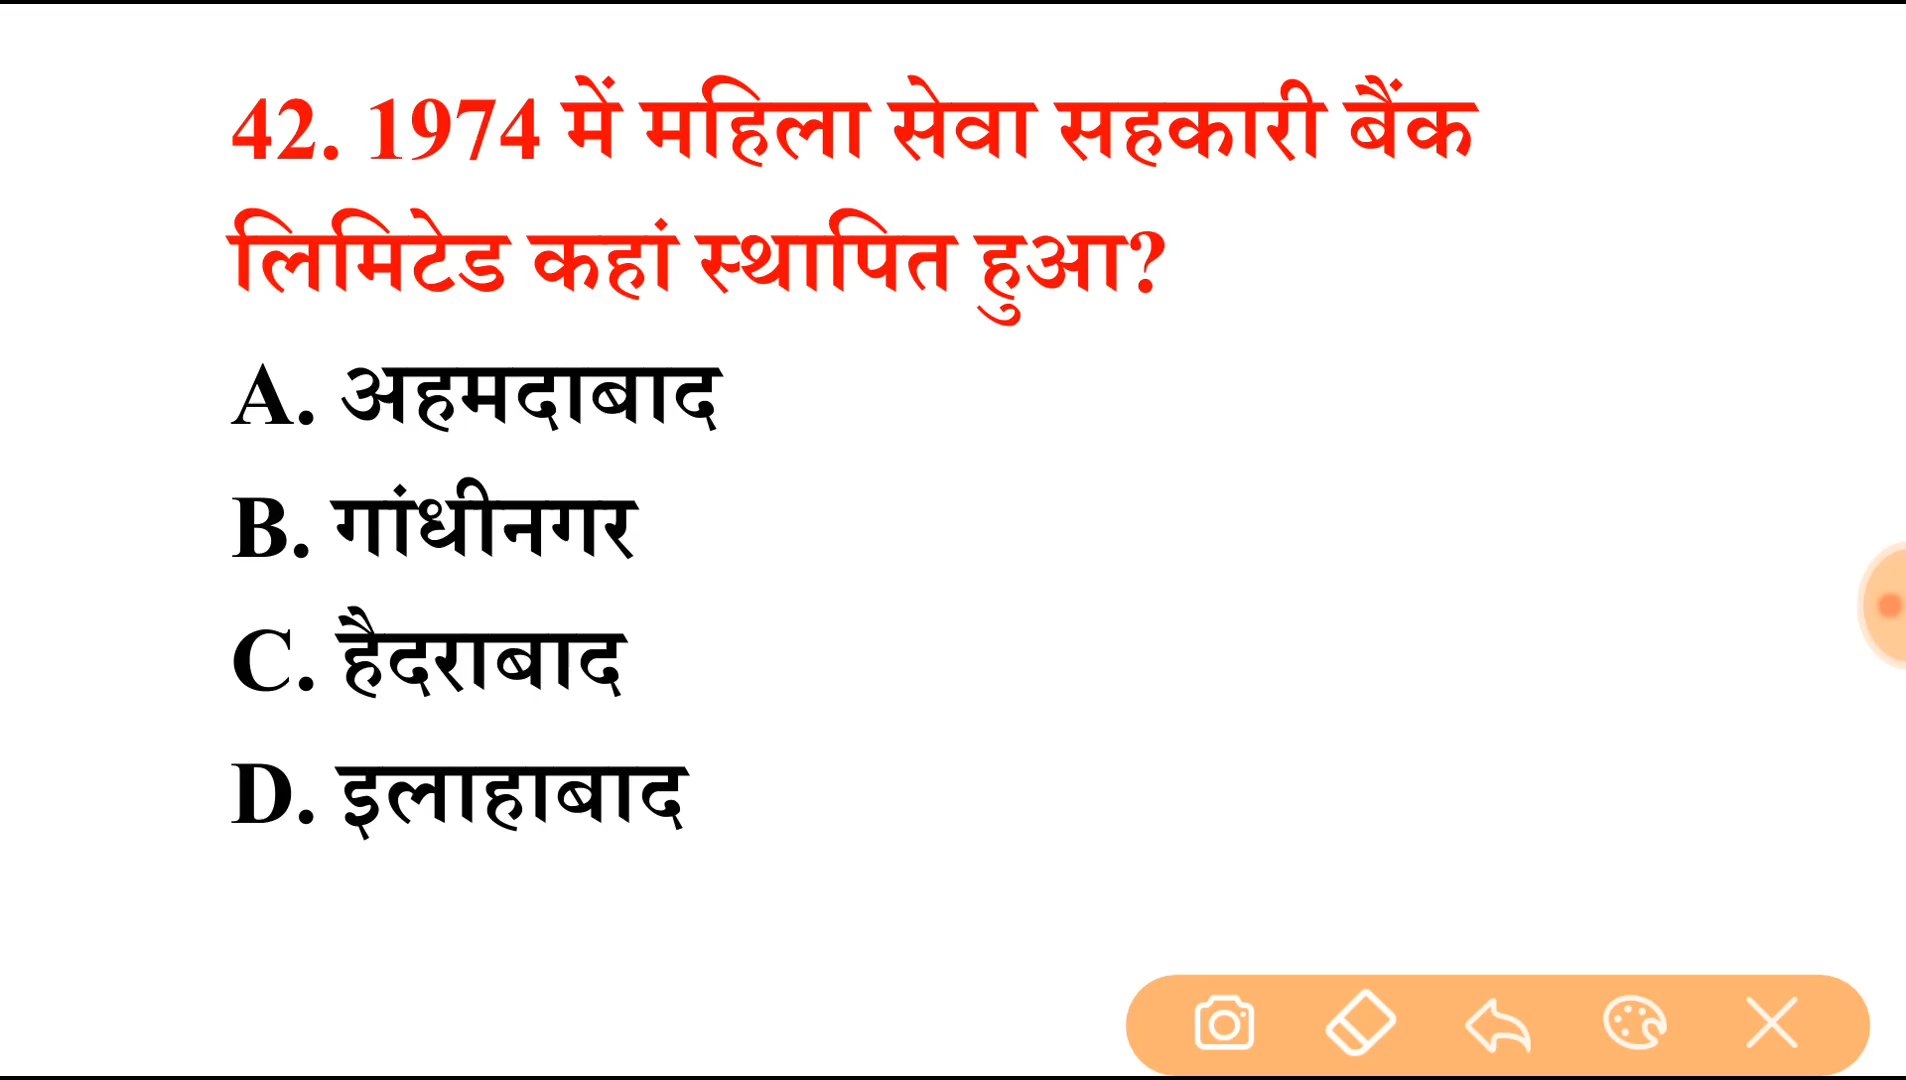 42. 1974 में महिला सेवा सहकारी बैंक
लिमिटेड कहां स्थापित हुआ?
A. अहमदाबाद
B. गांधीनगर
C. हैदराबाद
D. इलाहाबाद